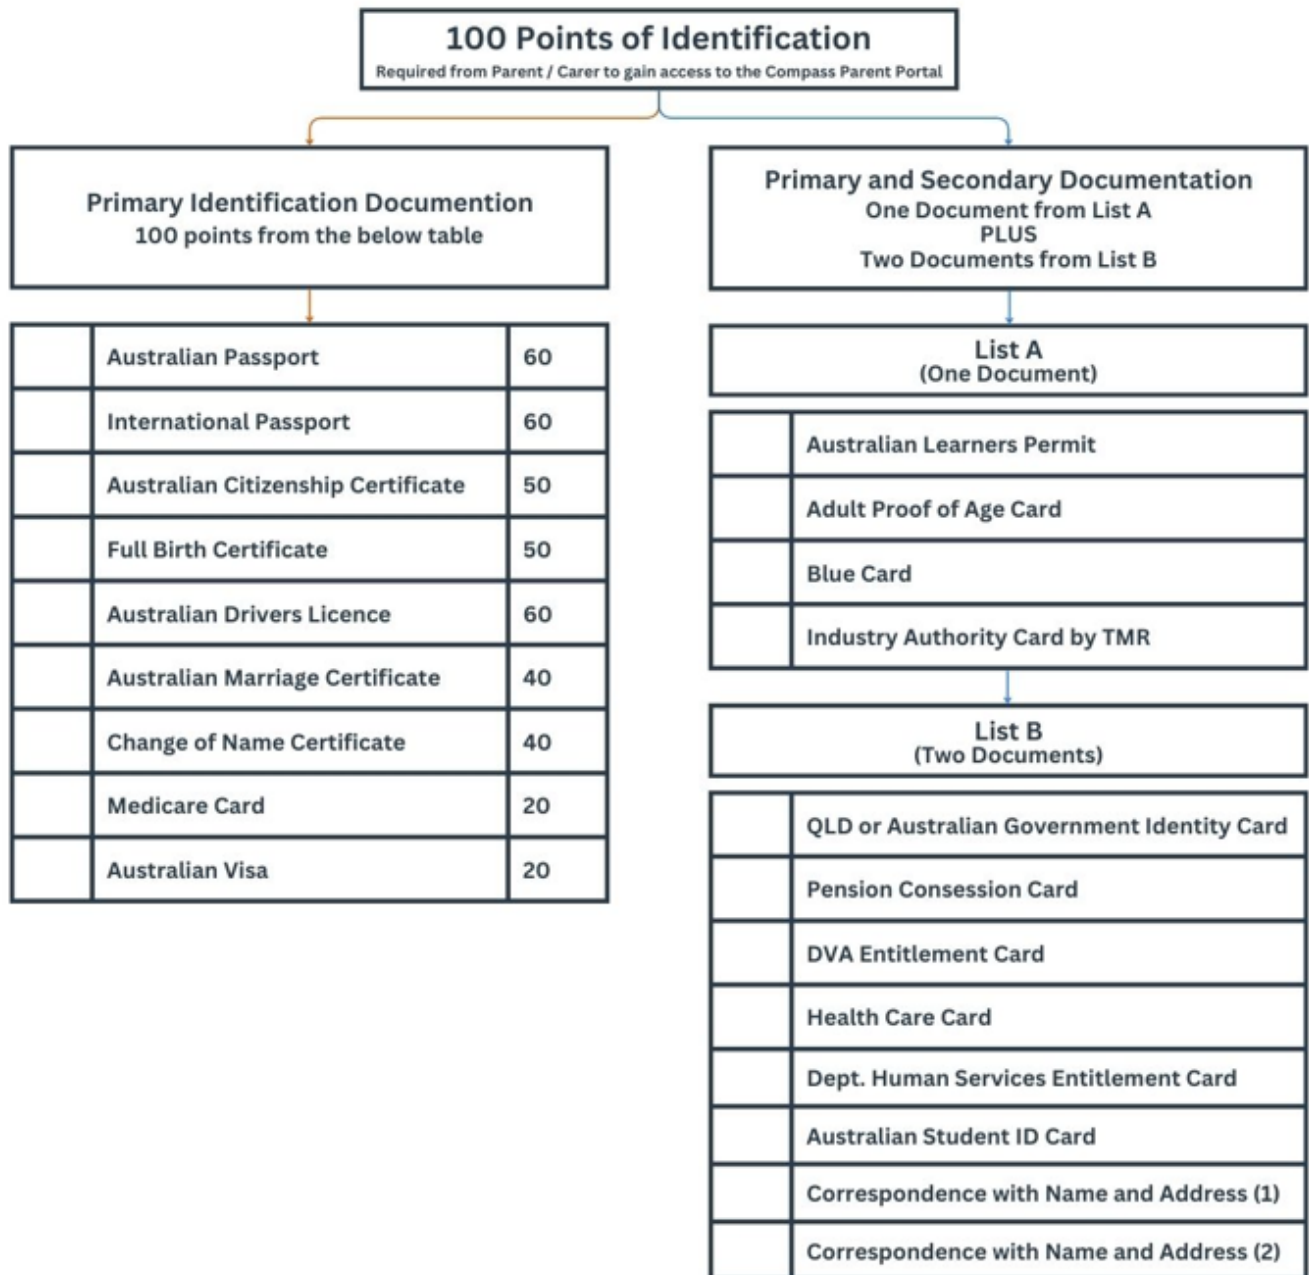 100 Points of Identification
Required from Parent / Carer to gain access to the Compass Parent Portal
Primary Identification Documention
100 points from the below table
Australian Passport 60
International Passport 60
Australian Citizenship Certificate 50
Full Birth Certificate 50
Australian Drivers Licence 60
Australian Marriage Certificate 40
Change of Name Certificate 40
Medicare Card 20
Australian Visa 20
Primary and Secondary Documentation
One Document from List A
PLUS
Two Documents from List B
List A
(One Document)
Australian Learners Permit
Adult Proof of Age Card
Blue Card
Industry Authority Card by TMR
List B
(Two Documents)
QLD or Australian Government Identity Card
Pension Consession Card
DVA Entitlement Card
Health Care Card
Dept. Human Services Entitlement Card
Australian Student ID Card
Correspondence with Name and Address (1)
Correspondence with Name and Address (2)